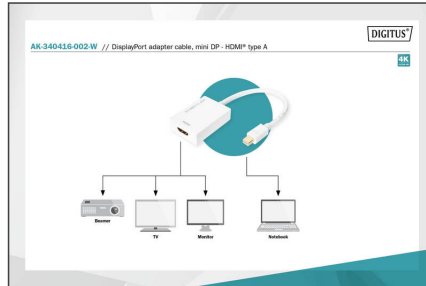 DIGITUS®
AK-340416-002-W // DisplayPort adapter cable, mini DP - HDMI® type A
4K
Beamer
TV
Monitor
Notebook